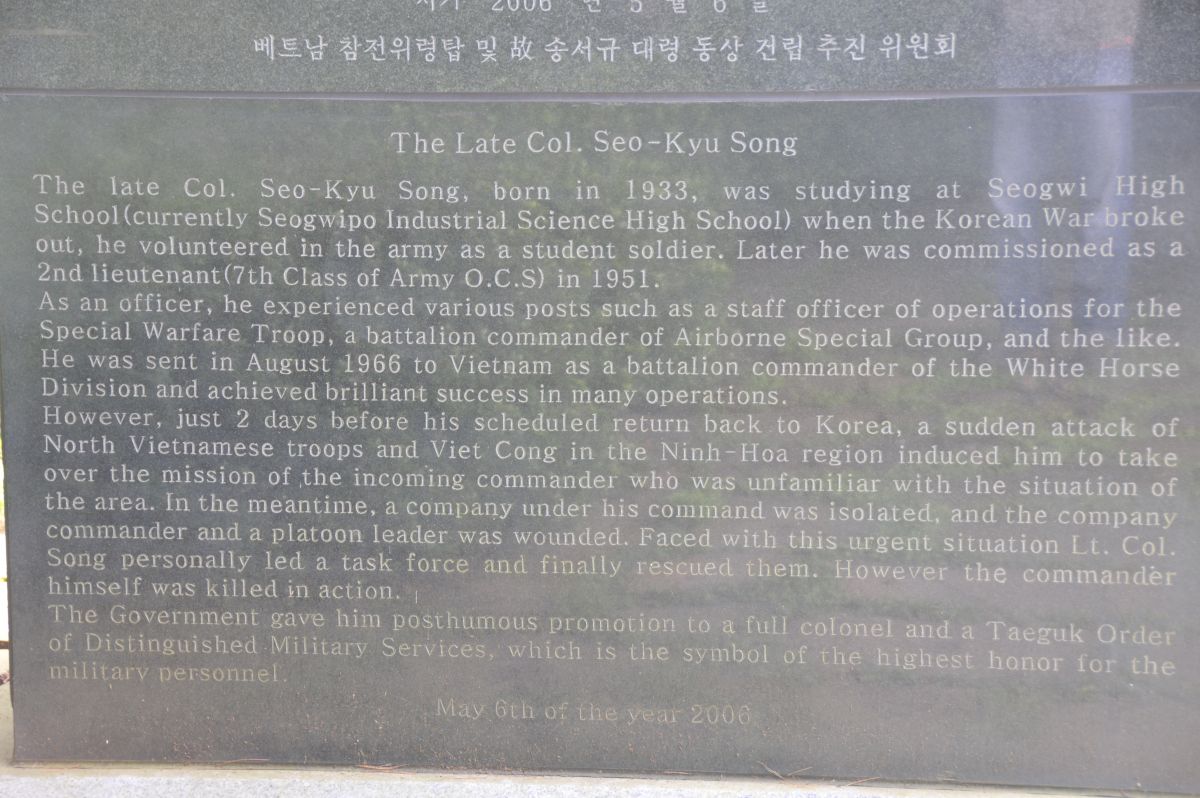 서기 2006 년 5 월 6 일
베트남 참전위령탑 및 故 송서규 대령 동상 건립 추진 위원회
The Late Col. Seo-Kyu Song
The late Col. Seo-Kyu Song, born in 1933, was studying at Seogwi High
School(currently Seogwipo Industrial Science High School) when the Korean War broke
out, he volunteered in the army as a student soldier. Later he was commissioned as a
2nd lieutenant(7th Class of Army O.C.S) in 1951.
As an officer, he experienced various posts such as a staff officer of operations for the
Special Warfare Troop, a battalion commander of Airborne Special Group, and the like.
He was sent in August 1966 to Vietnam as a battalion commander of the White Horse
Division and achieved brilliant success in many operations.
However, just 2 days before his scheduled return back to Korea, a sudden attack of
North Vietnamese troops and Viet Cong in the Ninh-Hoa region induced him to take
over the mission of the incoming commander who was unfamiliar with the situation of
the area. In the meantime, a company under his command was isolated, and the company
commander and a platoon leader was wounded. Faced with this urgent situation Lt. Col.
Song personally led a task force and finally rescued them. However the commander
himself was killed in action.
The Government gave him posthumous promotion to a full colonel and a Taeguk Order
of Distinguished Military Services, which is the symbol of the highest honor for the
military personnel.
May 6th of the year 2006